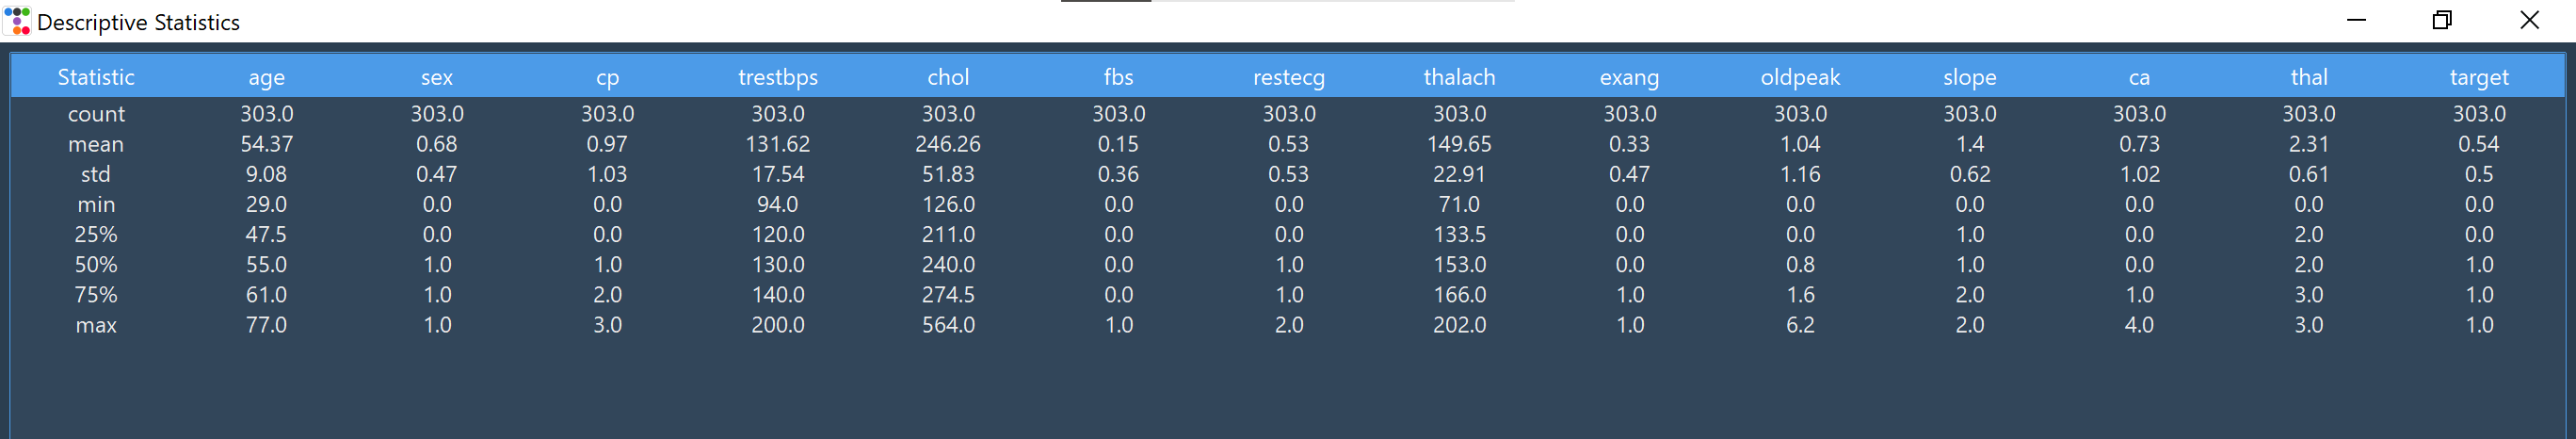 Descriptive Statistics
Statistic age sex cp trestbps chol fbs restecg thalach exang oldpeak slope ca thal target
count 303.0 303.0 303.0 303.0 303.0 303.0 303.0 303.0 303.0 303.0 303.0 303.0 303.0 303.0
mean 54.37 0.68 0.97 131.62 246.26 0.15 0.53 149.65 0.33 1.04 1.4 0.73 2.31 0.54
std 9.08 0.47 1.03 17.54 51.83 0.36 0.53 22.91 0.47 1.16 0.62 1.02 0.61 0.5
min 29.0 0.0 0.0 94.0 126.0 0.0 0.0 71.0 0.0 0.0 0.0 0.0 0.0 0.0
25% 47.5 0.0 0.0 120.0 211.0 0.0 0.0 133.5 0.0 0.0 1.0 0.0 2.0 0.0
50% 55.0 1.0 1.0 130.0 240.0 0.0 1.0 153.0 0.0 0.8 1.0 0.0 2.0 1.0
75% 61.0 1.0 2.0 140.0 274.5 0.0 1.0 166.0 1.0 1.6 2.0 1.0 3.0 1.0
max 77.0 1.0 3.0 200.0 564.0 1.0 2.0 202.0 1.0 6.2 2.0 4.0 3.0 1.0